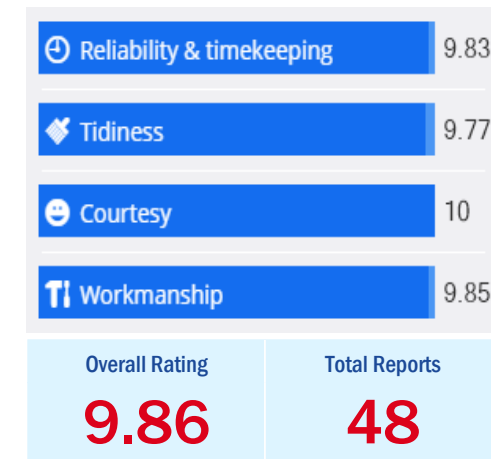 Reliability & timekeeping 9.83
Tidiness 9.77
Courtesy 10
Workmanship 9.85
Overall Rating Total Reports
9.86 48